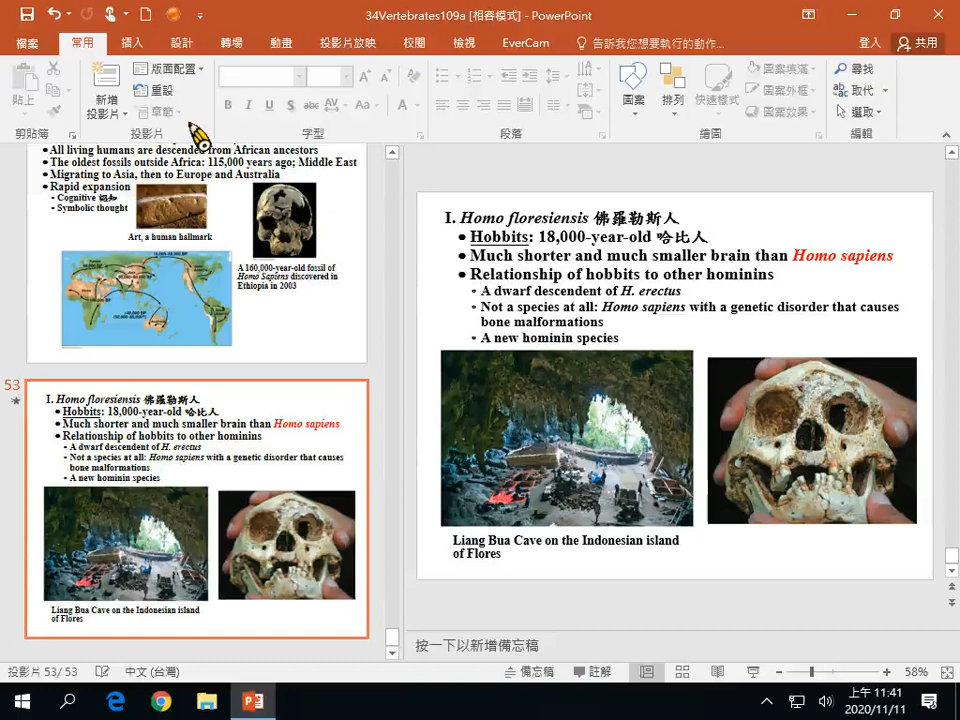 34Vertebrates109a [相容模式] - PowerPoint
檔案 常用 插入 設計 轉場 動畫 投影片放映 校閱 檢視 EverCam 告訴我您想要執行的動作... 登入 共用
貼上
新增
投影片
版面配置
重設
章節
B I U S abc AV Aa A
圖案 排列 快速樣式
圖案填滿
圖案外框
圖案效果
尋找
取代
選取
剪貼簿 投影片 字型 段落 繪圖 編輯
All living humans are descended from African ancestors
The oldest fossils outside Africa: 115,000 years ago; Middle East
Migrating to Asia, then to Europe and Australia
Rapid expansion
Cognitive 認知
Symbolic thought
Art, a human hallmark
A 160,000-year-old fossil of
Homo Sapiens discovered in
Ethiopia in 2003
53
I. Homo floresiensis 佛羅勒斯人
Hobbits: 18,000-year-old 哈比人
Much shorter and much smaller brain than Homo sapiens
Relationship of hobbits to other hominins
A dwarf descendent of H. erectus
Not a species at all: Homo sapiens with a genetic disorder that causes
bone malformations
A new hominin species
Liang Bua Cave on the Indonesian island
of Flores
I. Homo floresiensis 佛羅勒斯人
Hobbits: 18,000-year-old 哈比人
Much shorter and much smaller brain than Homo sapiens
Relationship of hobbits to other hominins
A dwarf descendent of H. erectus
Not a species at all: Homo sapiens with a genetic disorder that causes
bone malformations
A new hominin species
Liang Bua Cave on the Indonesian island
of Flores
按一下以新增備忘稿
投影片 53/ 53 中文 (台灣) 備忘稿 註解 58%
上午 11:41
2020/11/11